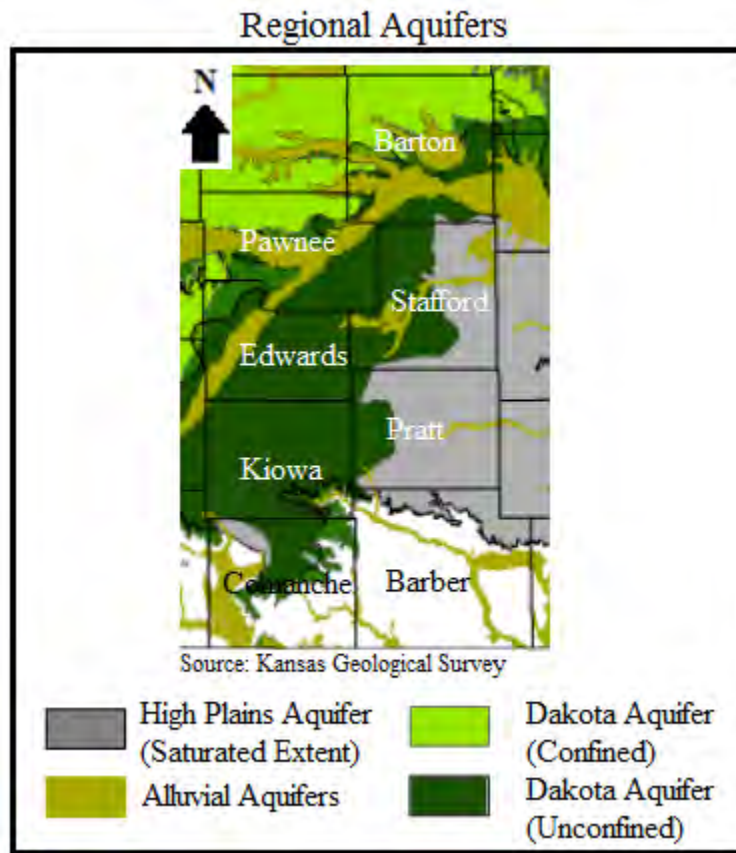 Regional Aquifers
N
Barton
Pawnee
Stafford
Edwards
Pratt
Kiowa
Comanche
Barber
Source: Kansas Geological Survey
High Plains Aquifer
(Saturated Extent)
Dakota Aquifer
(Confined)
Alluvial Aquifers
Dakota Aquifer
(Unconfined)